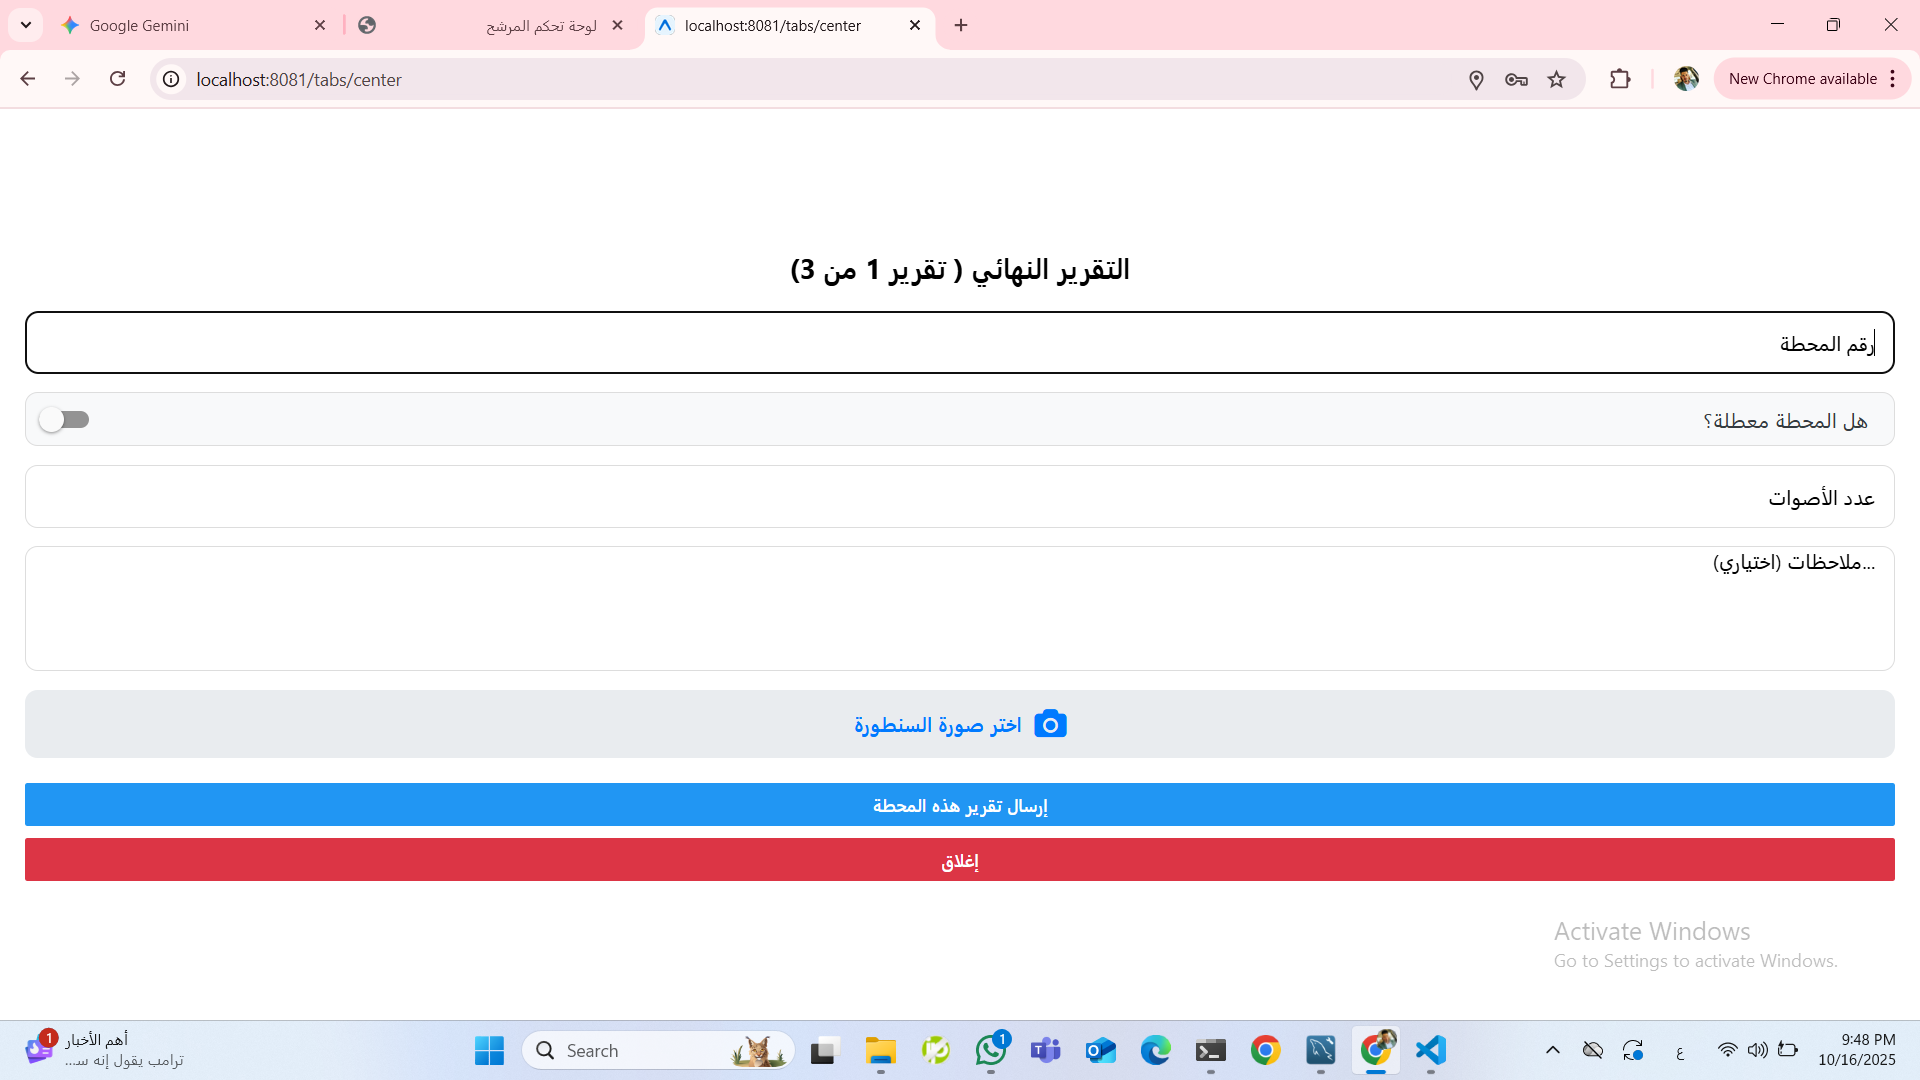 Google Gemini
لوحة تحكم المرشح
localhost:8081/tabs/center
localhost:8081/tabs/center
New Chrome available
التقرير النهائي ( تقرير 1 من 3)
رقم المحطة
هل المحطة معطلة؟
عدد الأصوات
ملاحظات (اختياري)...
اختر صورة السنطورة
إرسال تقرير هذه المحطة
إغلاق
Activate Windows
Go to Settings to activate Windows.
1
أهم الأخبار
ترامب يقول إنه سـ...
Search
1
ع
9:48 PM
10/16/2025